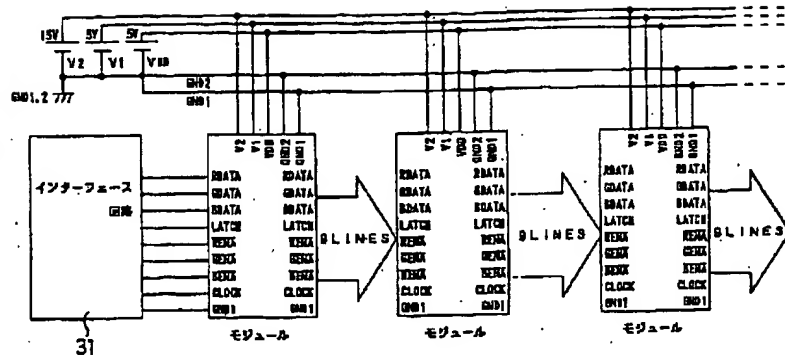 15V 5V 5V
V2 V1 VDD
GND2
GND1
GND1.2
V2 V1 VDD GND2 GND1
V2 V1 VDD GND2 GND1
V2 V1 VDD GND2 GND1
インターフェース
回路
31
RDATA RDATA
GDATA GDATA
BDATA BDATA
LATCH LATCH
RENA RENA
GENA GENA
BENA BENA
CLOCK CLOCK
GND1 GND1
モジュール
9LINES
RDATA RDATA
GDATA GDATA
BDATA BDATA
LATCH LATCH
RENA RENA
GENA GENA
BENA BENA
CLOCK CLOCK
GND1 GND1
モジュール
9LINES
RDATA RDATA
GDATA GDATA
BDATA BDATA
LATCH LATCH
RENA RENA
GENA GENA
BENA BENA
CLOCK CLOCK
GND1 GND1
モジュール
9LINES